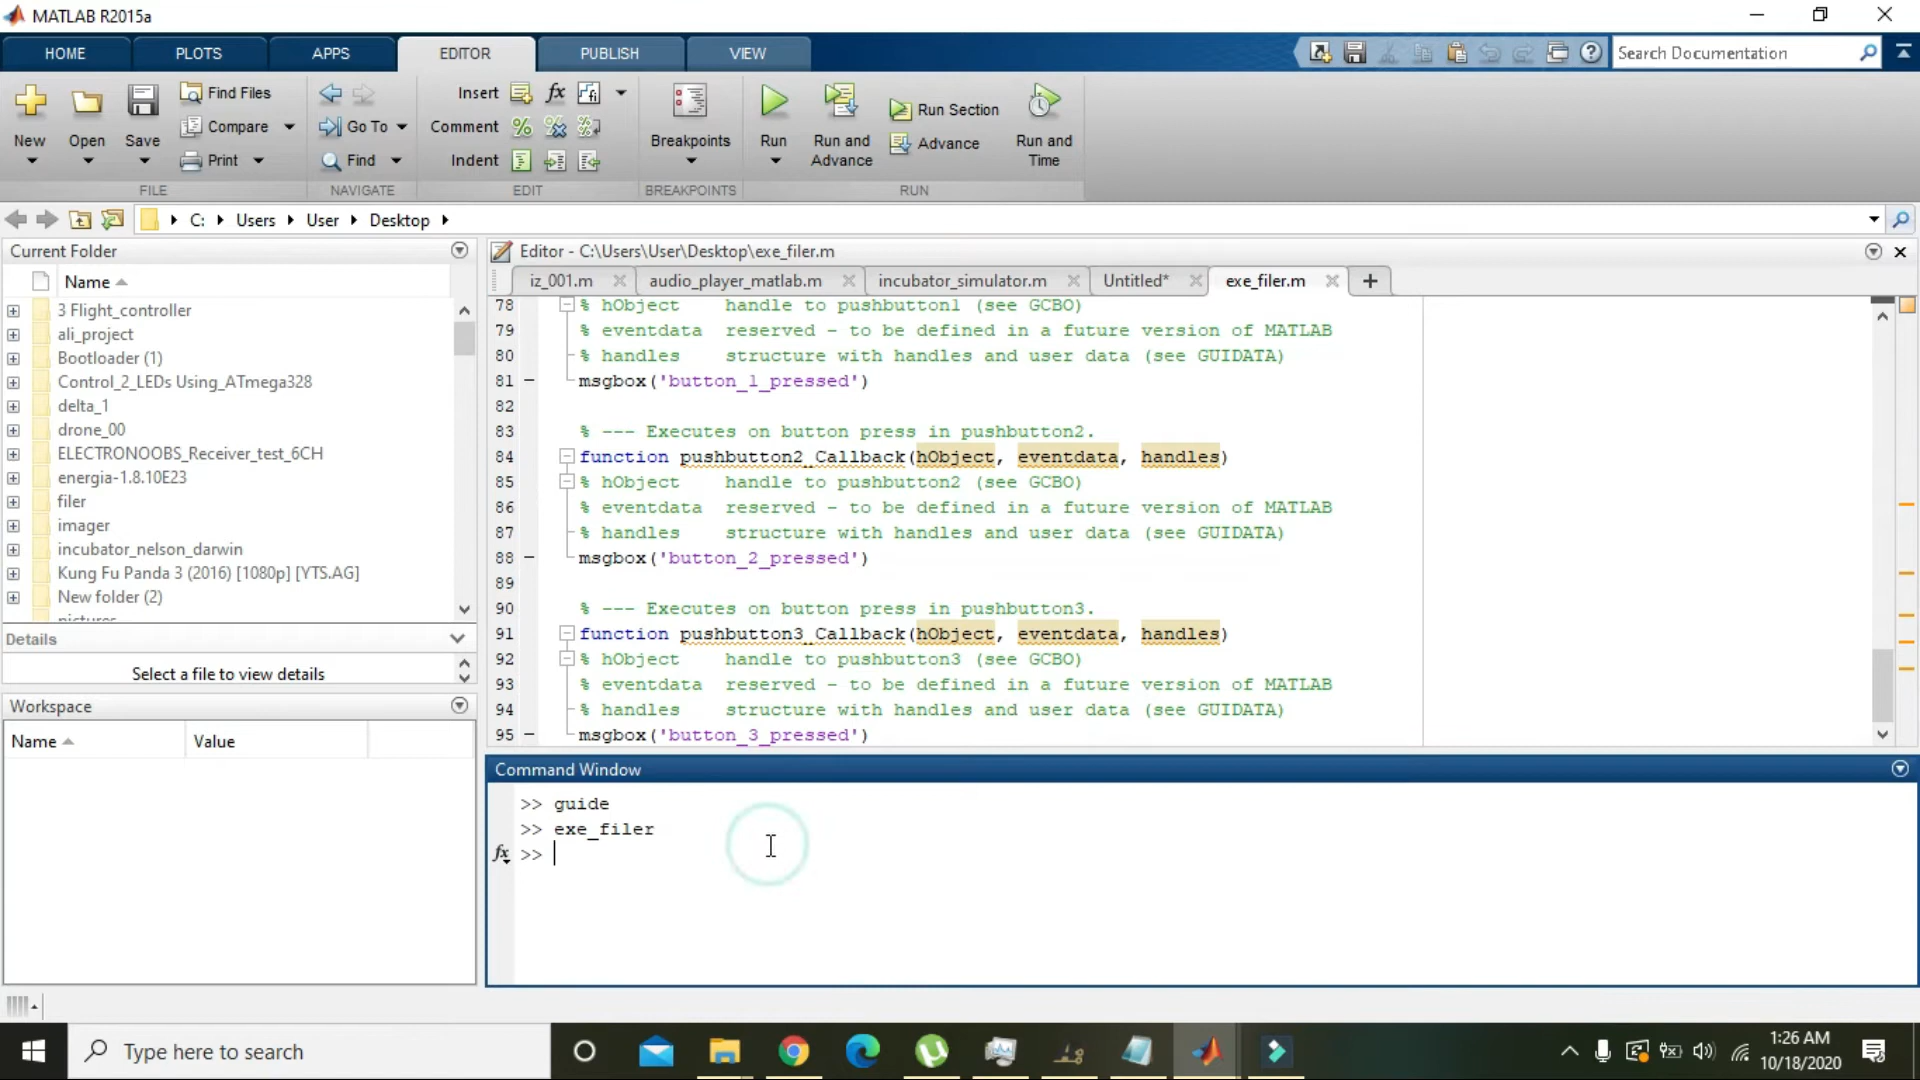 MATLAB R2015a
HOME PLOTS APPS EDITOR PUBLISH VIEW Search Documentation
Find Files
Compare
Print
New Open Save
FILE
Go To
Find
NAVIGATE
Insert fx
Comment
Indent
EDIT
Breakpoints
BREAKPOINTS
Run
Run and Advance
Run Section
Advance
Run and Time
RUN
C: Users User Desktop
Current Folder
Name
3 Flight_controller
ali_project
Bootloader (1)
Control_2_LEDs Using_ATmega328
delta_1
drone_00
ELECTRONOOBS_Receiver_test_6CH
energia-1.8.10E23
filer
imager
incubator_nelson_darwin
Kung Fu Panda 3 (2016) [1080p] [YTS.AG]
New folder (2)
pictures
Details
Select a file to view details
Workspace
Name Value
Editor - C:\Users\User\Desktop\exe_filer.m
iz_001.m audio_player_matlab.m incubator_simulator.m Untitled* exe_filer.m
78 % hObject    handle to pushbutton1 (see GCBO)
79 % eventdata  reserved - to be defined in a future version of MATLAB
80 % handles    structure with handles and user data (see GUIDATA)
81 – msgbox('button_1_pressed')
82
83 % --- Executes on button press in pushbutton2.
84 function pushbutton2_Callback(hObject, eventdata, handles)
85 % hObject    handle to pushbutton2 (see GCBO)
86 % eventdata  reserved - to be defined in a future version of MATLAB
87 % handles    structure with handles and user data (see GUIDATA)
88 – msgbox('button_2_pressed')
89
90 % --- Executes on button press in pushbutton3.
91 function pushbutton3_Callback(hObject, eventdata, handles)
92 % hObject    handle to pushbutton3 (see GCBO)
93 % eventdata  reserved - to be defined in a future version of MATLAB
94 % handles    structure with handles and user data (see GUIDATA)
95 – msgbox('button_3_pressed')
Command Window
>> guide
>> exe_filer
fx >>
Type here to search
1:26 AM
10/18/2020